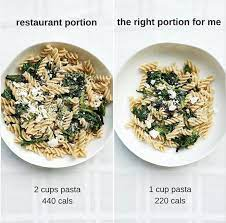 restaurant portion
the right portion for me
2 cups pasta
440 cals
1 cup pasta
220 cals